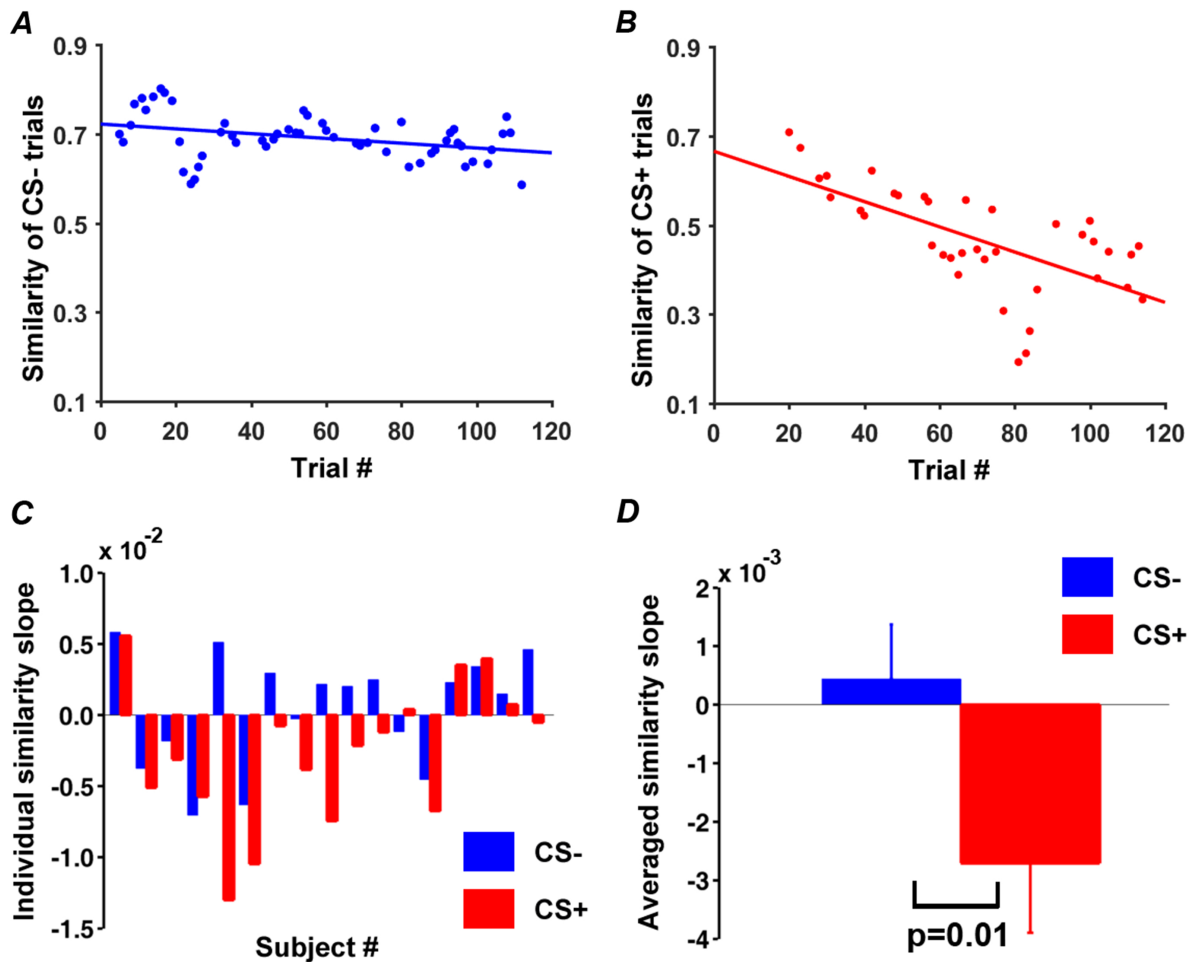 A
Similarity of CS- trials
0.9
0.7
0.5
0.3
0.1
0 20 40 60 80 100 120
Trial #
B
Similarity of CS+ trials
0.9
0.7
0.5
0.3
0.1
0 20 40 60 80 100 120
Trial #
C
x 10-2
Individual similarity slope
1.0
0.5
0.0
-0.5
-1.0
-1.5
CS-
CS+
Subject #
D
x 10-3
Averaged similarity slope
2
1
0
-1
-2
-3
-4
CS-
CS+
p=0.01